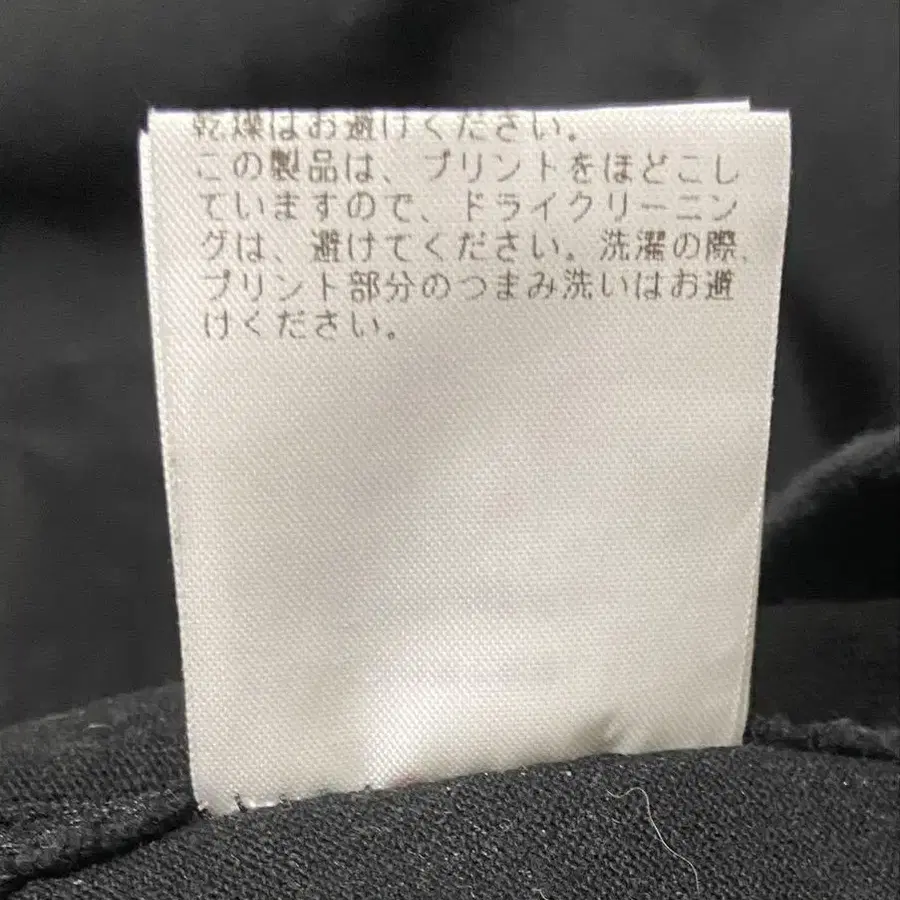 乾燥はお避けください。
この製品は、プリントをほどこし
ていますので、ドライクリーニン
グは、避けてください。洗濯の際、
プリント部分のつまみ洗いはお避
けください。